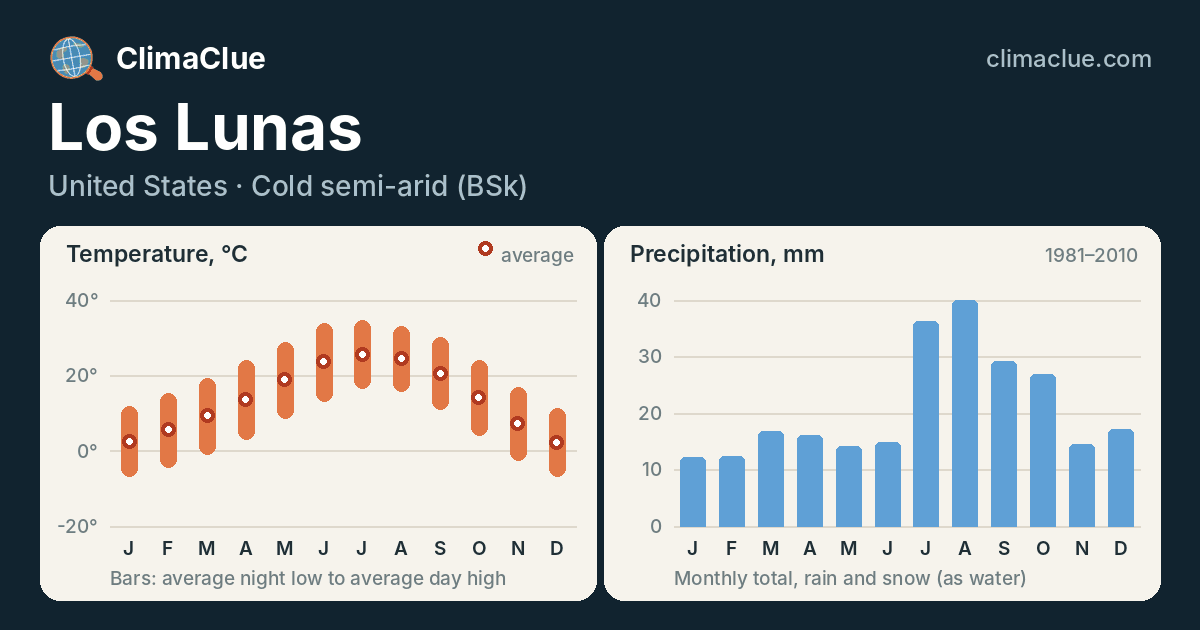 ClimaClue
climaclue.com
Los Lunas
United States · Cold semi-arid (BSk)
Temperature, °C
average
40°
20°
0°
-20°
J F M A M J J A S O N D
Bars: average night low to average day high
Precipitation, mm
1981–2010
40
30
20
10
0
J F M A M J J A S O N D
Monthly total, rain and snow (as water)